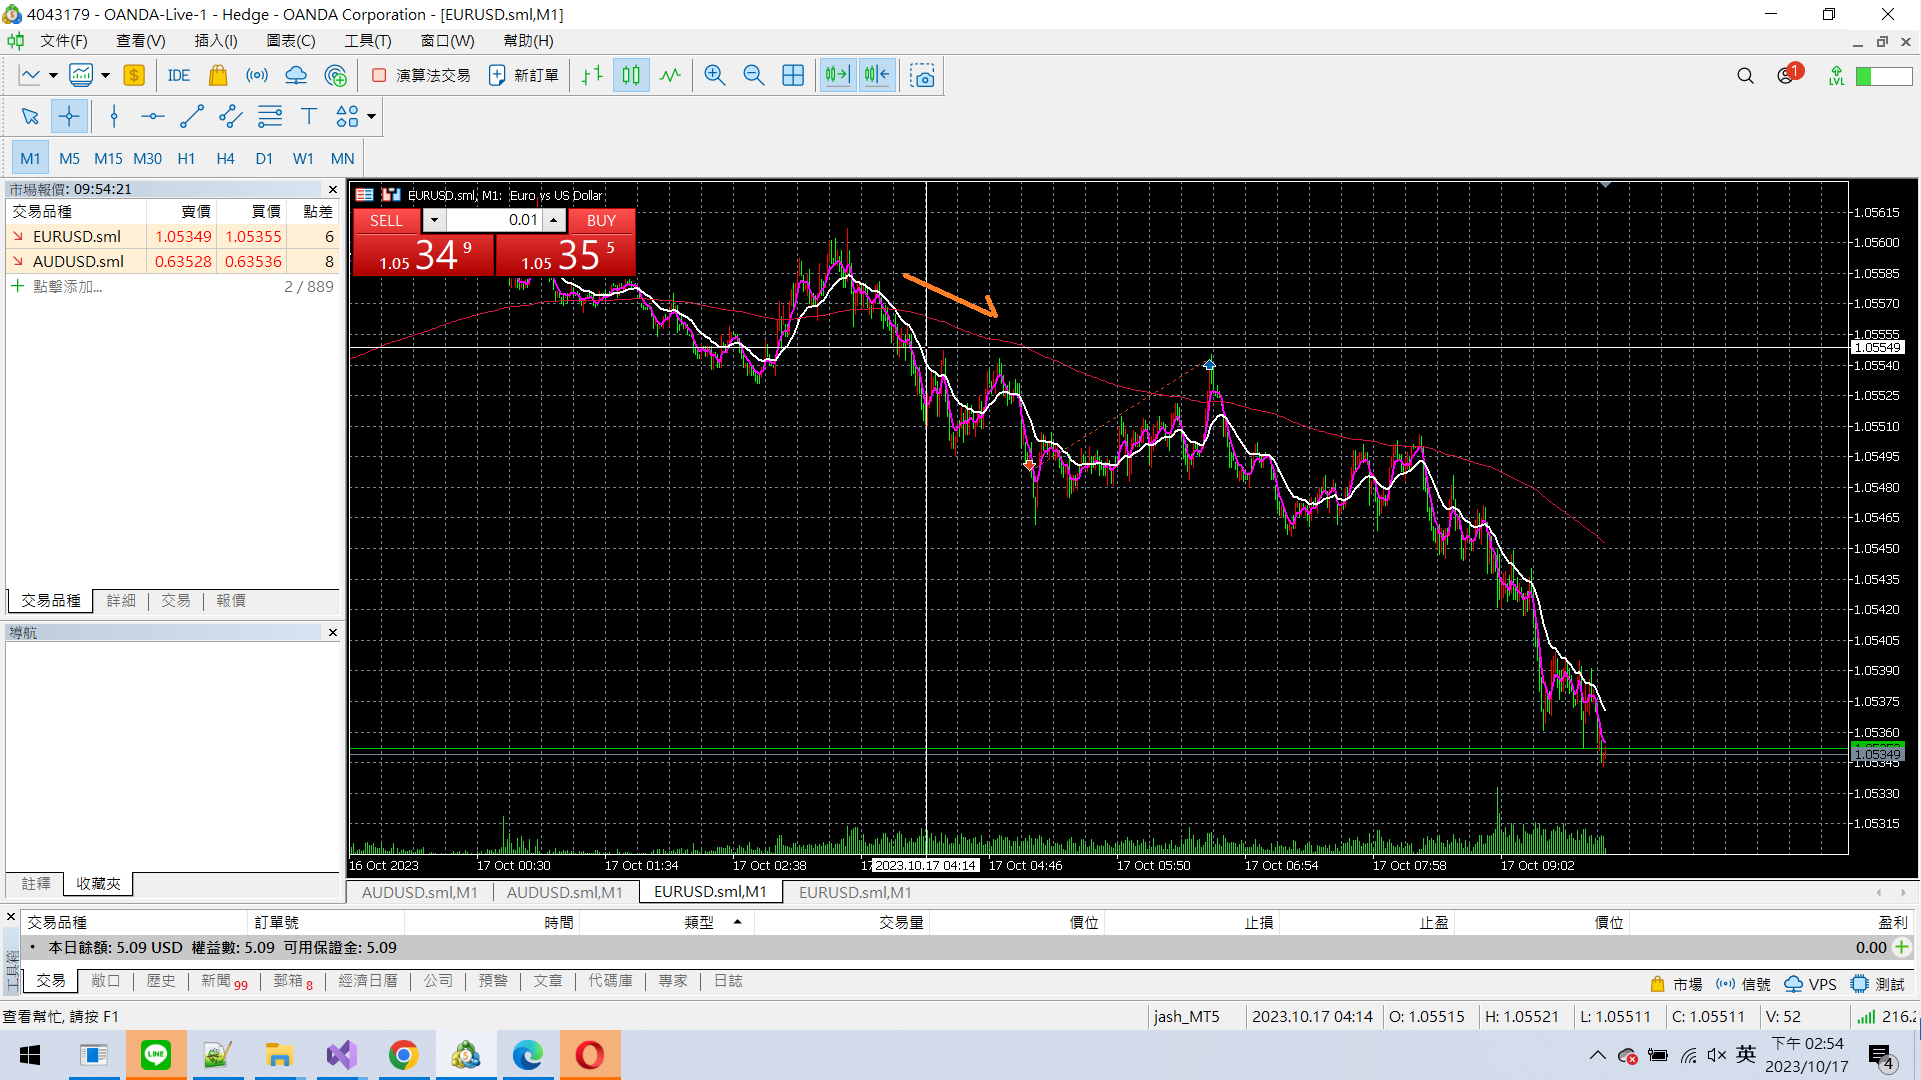 4043179 - OANDA-Live-1 - Hedge - OANDA Corporation - [EURUSD.sml,M1]
文件(F) 查看(V) 插入(I) 圖表(C) 工具(T) 窗口(W) 幫助(H)
$ IDE 演算法交易 新訂單 1 LVL
T
M1 M5 M15 M30 H1 H4 D1 W1 MN
市場報價: 09:54:21
交易品種 賣價 買價 點差
EURUSD.sml 1.05349 1.05355 6
AUDUSD.sml 0.63528 0.63536 8
點擊添加... 2 / 889
交易品種 詳細 交易 報價
導航
註釋 收藏夾
EURUSD.sml, M1: Euro vs US Dollar
SELL 0.01 BUY
1.05 34 9 1.05 35 5
1.05615
1.05600
1.05585
1.05570
1.05555
1.05549
1.05540
1.05525
1.05510
1.05495
1.05480
1.05465
1.05450
1.05435
1.05420
1.05405
1.05390
1.05375
1.05360
1.05349
1.05345
1.05330
1.05315
16 Oct 2023 17 Oct 00:30 17 Oct 01:34 17 Oct 02:38 17 2023.10.17 04:14 17 Oct 04:46 17 Oct 05:50 17 Oct 06:54 17 Oct 07:58 17 Oct 09:02
AUDUSD.sml,M1 AUDUSD.sml,M1 EURUSD.sml,M1 EURUSD.sml,M1
交易品種 訂單號 時間 類型 交易量 價位 止損 止盈 價位 盈利
本日餘額: 5.09 USD 權益數: 5.09 可用保證金: 5.09 0.00
工具箱
交易 敞口 歷史 新聞 99 郵箱 8 經濟日曆 公司 預警 文章 代碼庫 專家 日誌 市場 信號 VPS 測試
查看幫忙, 請按 F1 jash_MT5 2023.10.17 04:14 O: 1.05515 H: 1.05521 L: 1.05511 C: 1.05511 V: 52 216.
LINE 英 下午 02:54
2023/10/17 4